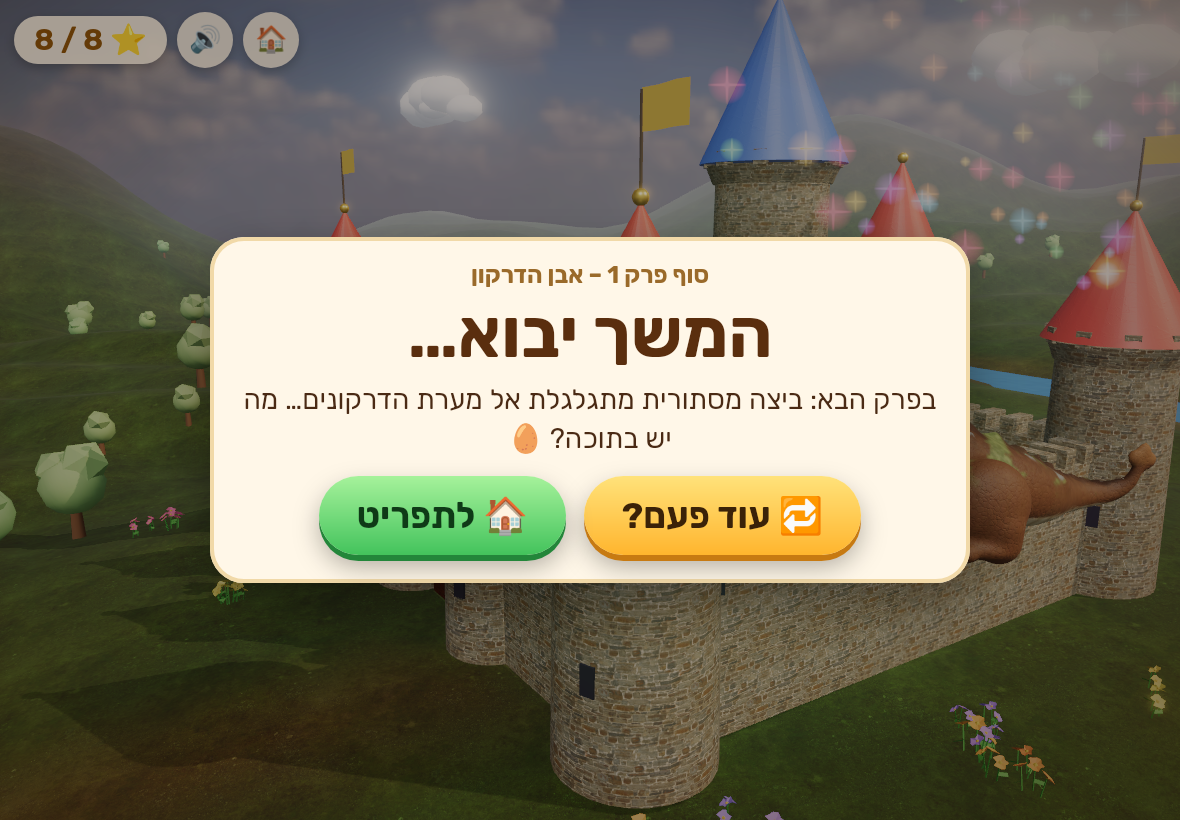 8 / 8 ⭐
סוף פרק 1 – אבן הדרקון
המשך יבוא...
בפרק הבא: ביצה מסתורית מתגלגלת אל מערת הדרקונים... מה
יש בתוכה? 🥚
🔁 עוד פעם?
🏠 לתפריט